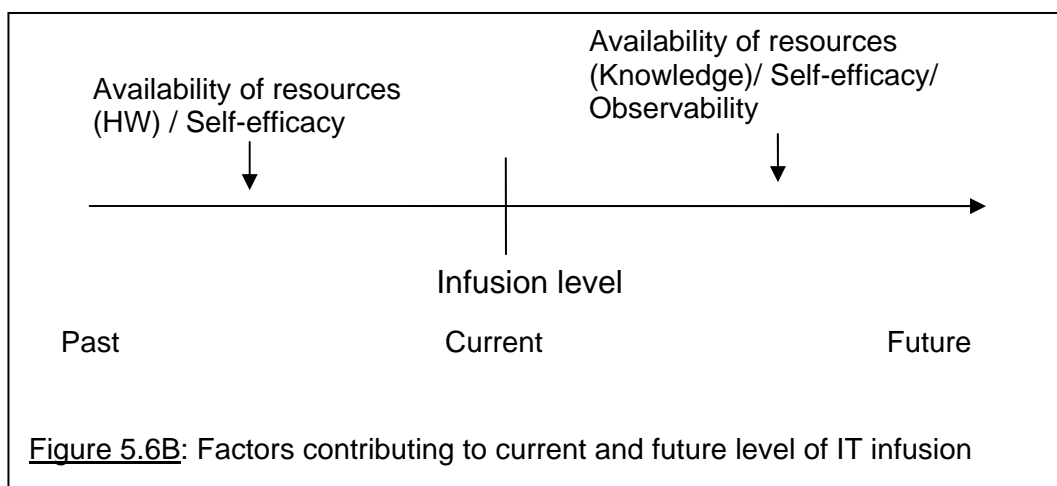 Availability of resources
(HW) / Self-efficacy
Availability of resources
(Knowledge)/ Self-efficacy/
Observability
Infusion level
Past
Current
Future
Figure 5.6B: Factors contributing to current and future level of IT infusion